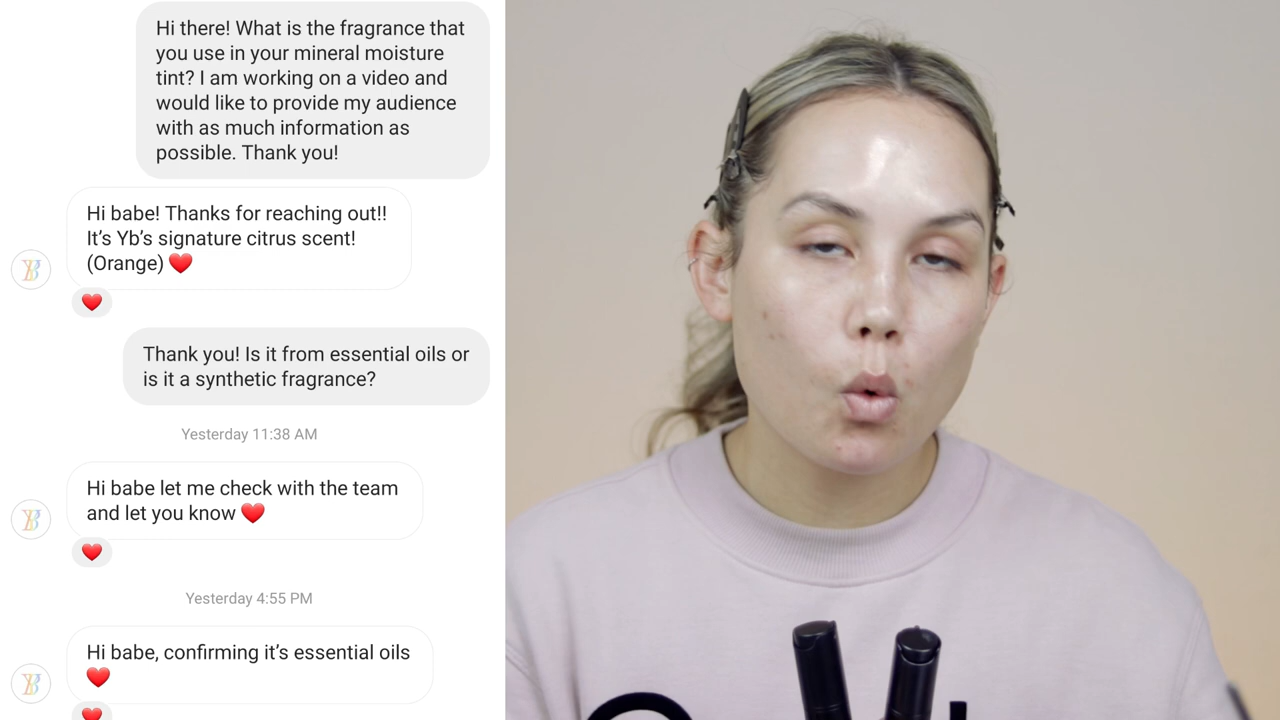 Hi there! What is the fragrance that
you use in your mineral moisture
tint? I am working on a video and
would like to provide my audience
with as much information as
possible. Thank you!
Hi babe! Thanks for reaching out!!
It’s Yb’s signature citrus scent!
(Orange) ❤️
❤️
Thank you! Is it from essential oils or
is it a synthetic fragrance?
Yesterday 11:38 AM
Hi babe let me check with the team
and let you know ❤️
❤️
Yesterday 4:55 PM
Hi babe, confirming it’s essential oils
❤️
❤️